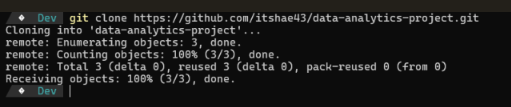 Dev git clone https://github.com/itshae43/data-analytics-project.git
Cloning into 'data-analytics-project'...
remote: Enumerating objects: 3, done.
remote: Counting objects: 100% (3/3), done.
remote: Total 3 (delta 0), reused 3 (delta 0), pack-reused 0 (from 0)
Receiving objects: 100% (3/3), done.
Dev